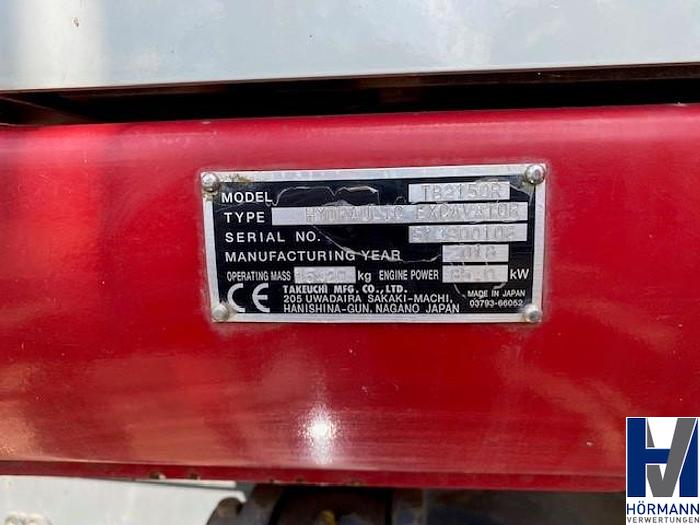 MODEL TB2150R
TYPE HYDRAULIC EXCAVATOR
SERIAL NO.
MANUFACTURING YEAR 2018
OPERATING MASS kg ENGINE POWER kW
CE TAKEUCHI MFG. CO., LTD.
205 UWADAIRA SAKAKI-MACHI,
HANISHINA-GUN, NAGANO JAPAN
MADE IN JAPAN
03793-66052
HÖRMANN
VERWERTUNGEN